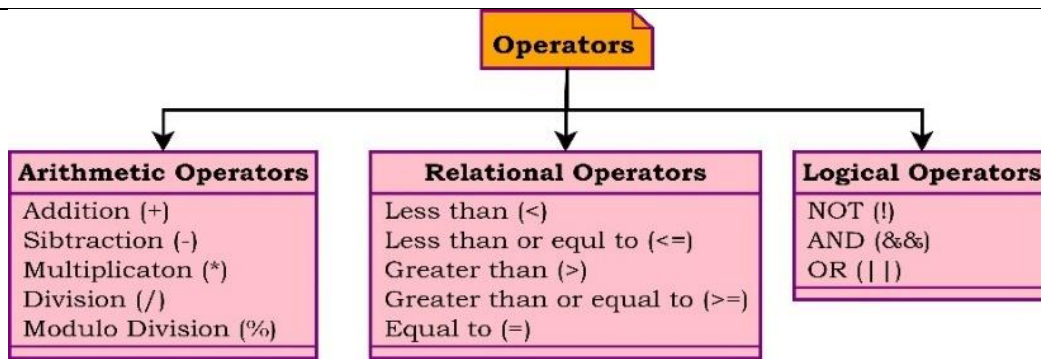 Operators
Arithmetic Operators
Addition (+)
Sibtraction (-)
Multiplicaton (*)
Division (/)
Modulo Division (%)
Relational Operators
Less than (<)
Less than or equl to (<=)
Greater than (>)
Greater than or equal to (>=)
Equal to (=)
Logical Operators
NOT (!)
AND (&&)
OR (||)